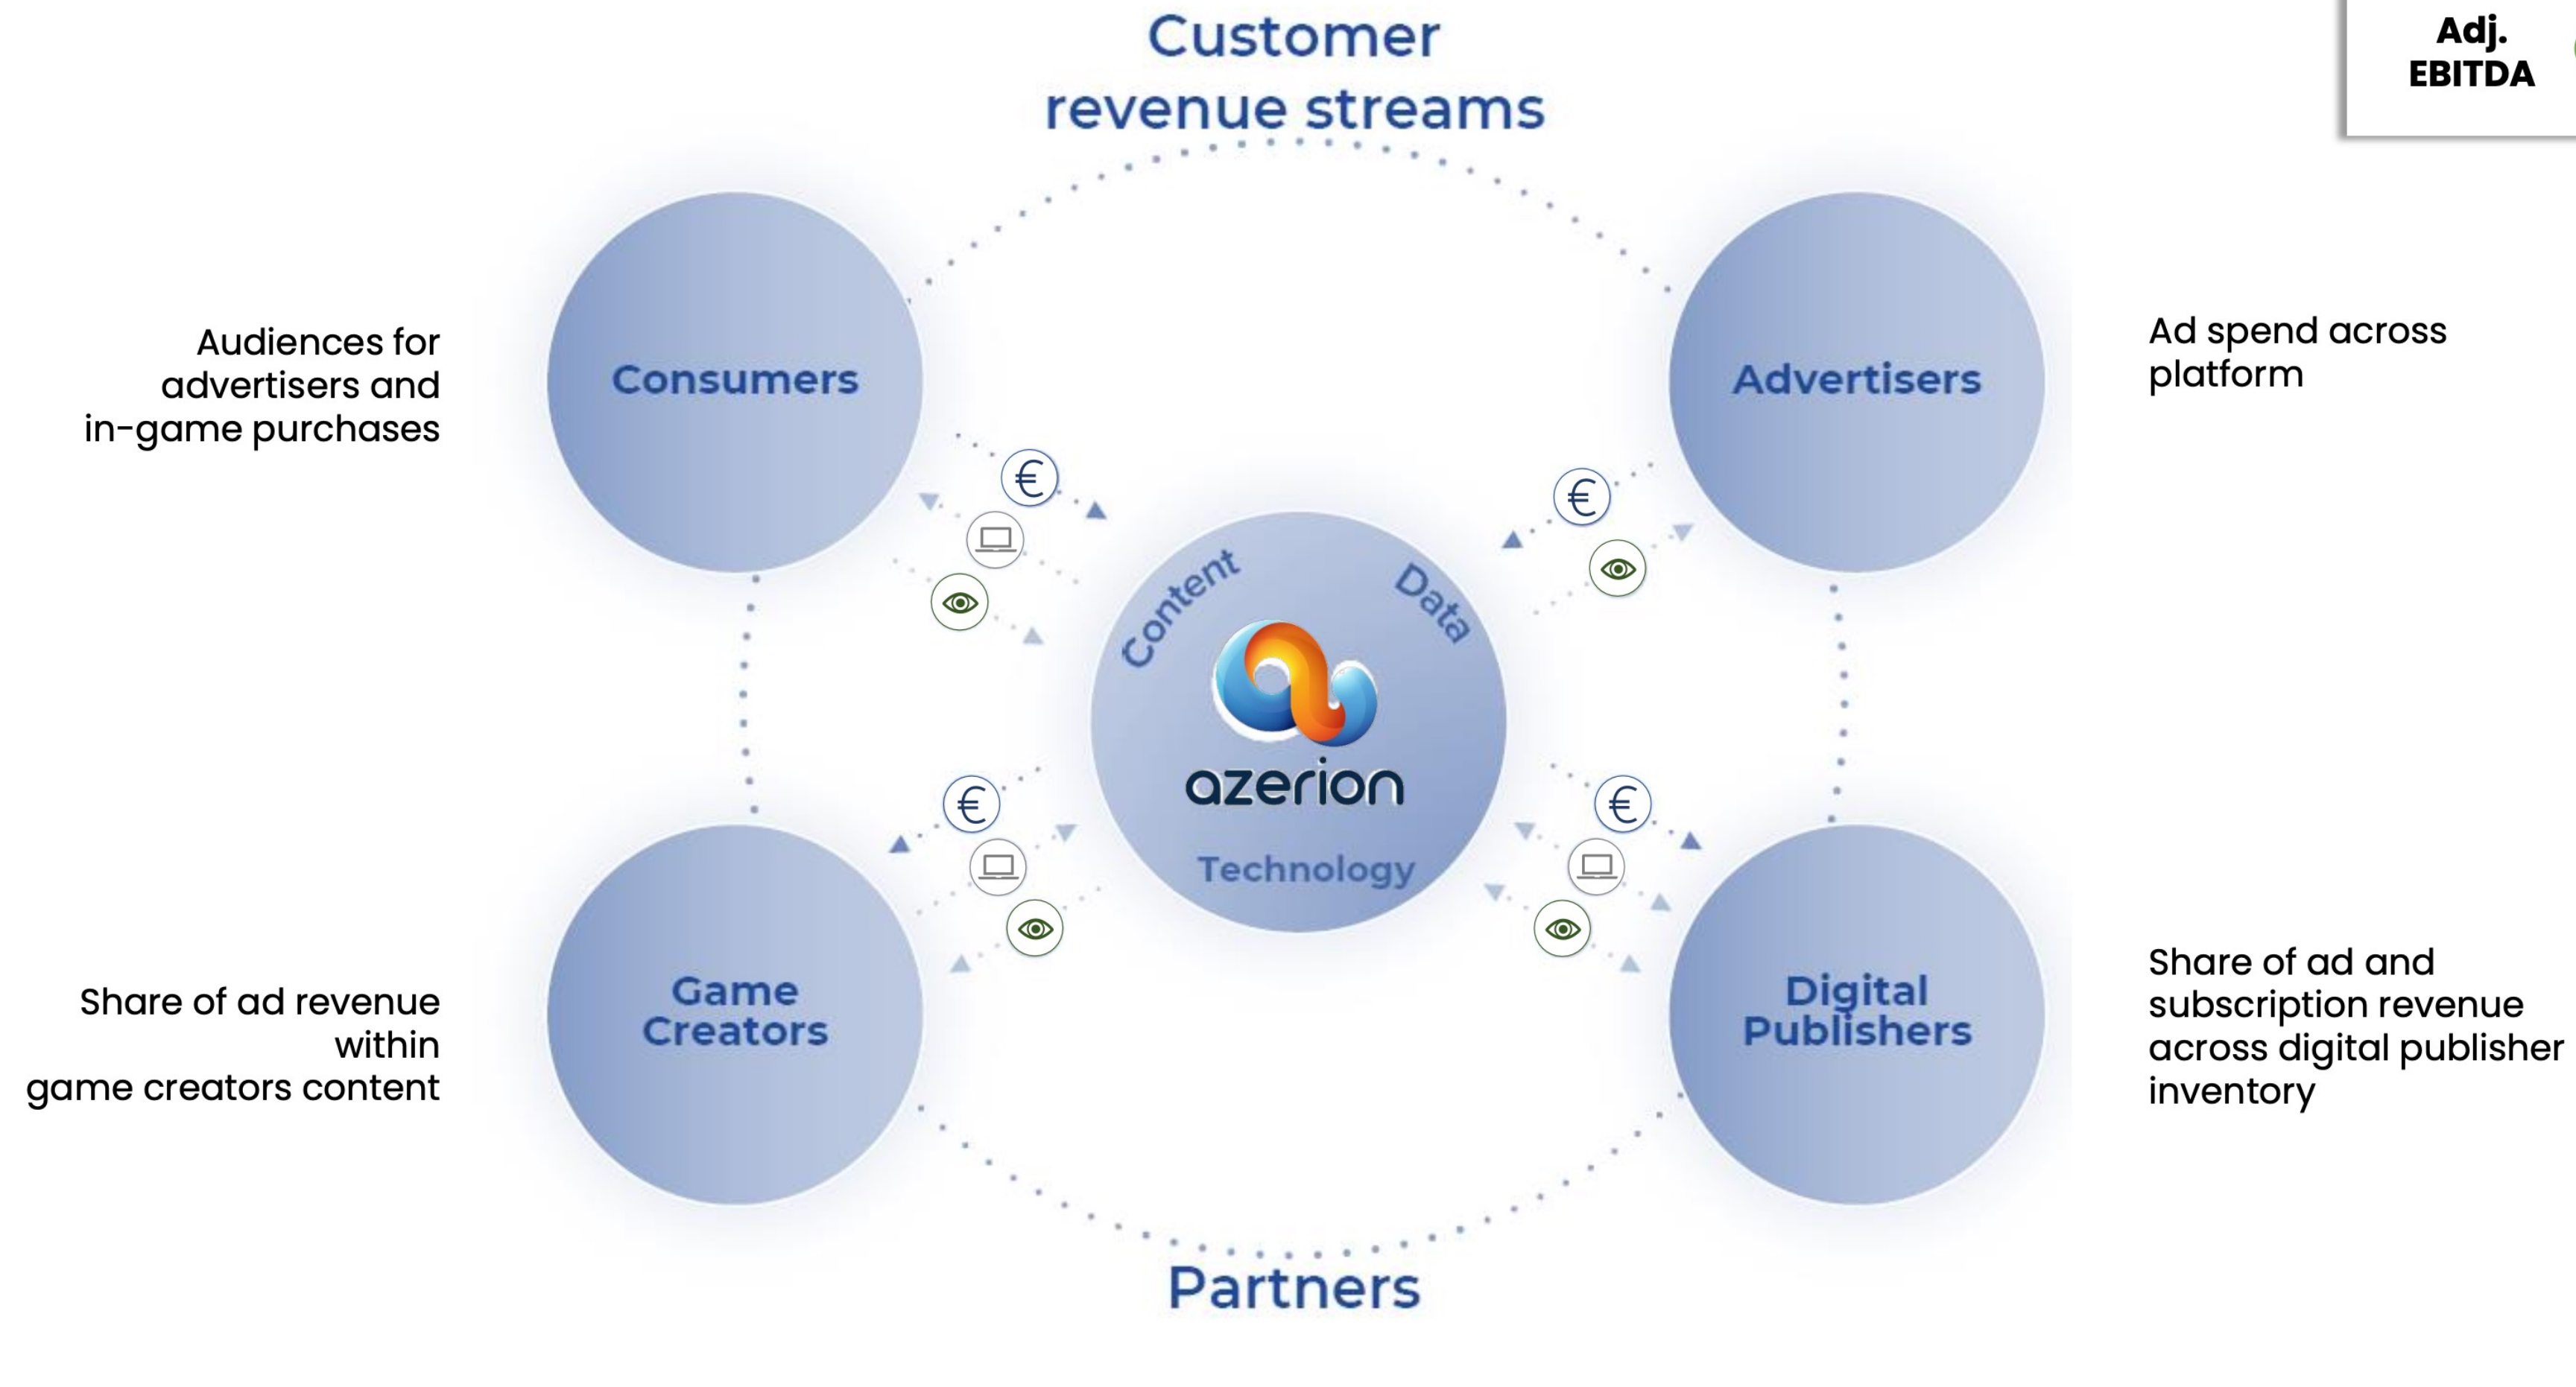 Customer
revenue streams
Adj.
EBITDA
Consumers
Advertisers
Audiences for
advertisers and
in-game purchases
Ad spend across
platform
€
€
Content
Data
azerion
Technology
€
€
Game
Creators
Digital
Publishers
Share of ad revenue
within
game creators content
Share of ad and
subscription revenue
across digital publisher
inventory
Partners